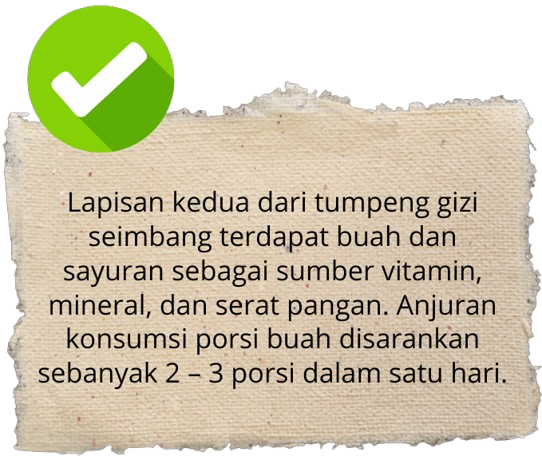 Lapisan kedua dari tumpeng gizi
seimbang terdapat buah dan
sayuran sebagai sumber vitamin,
mineral, dan serat pangan. Anjuran
konsumsi porsi buah disarankan
sebanyak 2 – 3 porsi dalam satu hari.